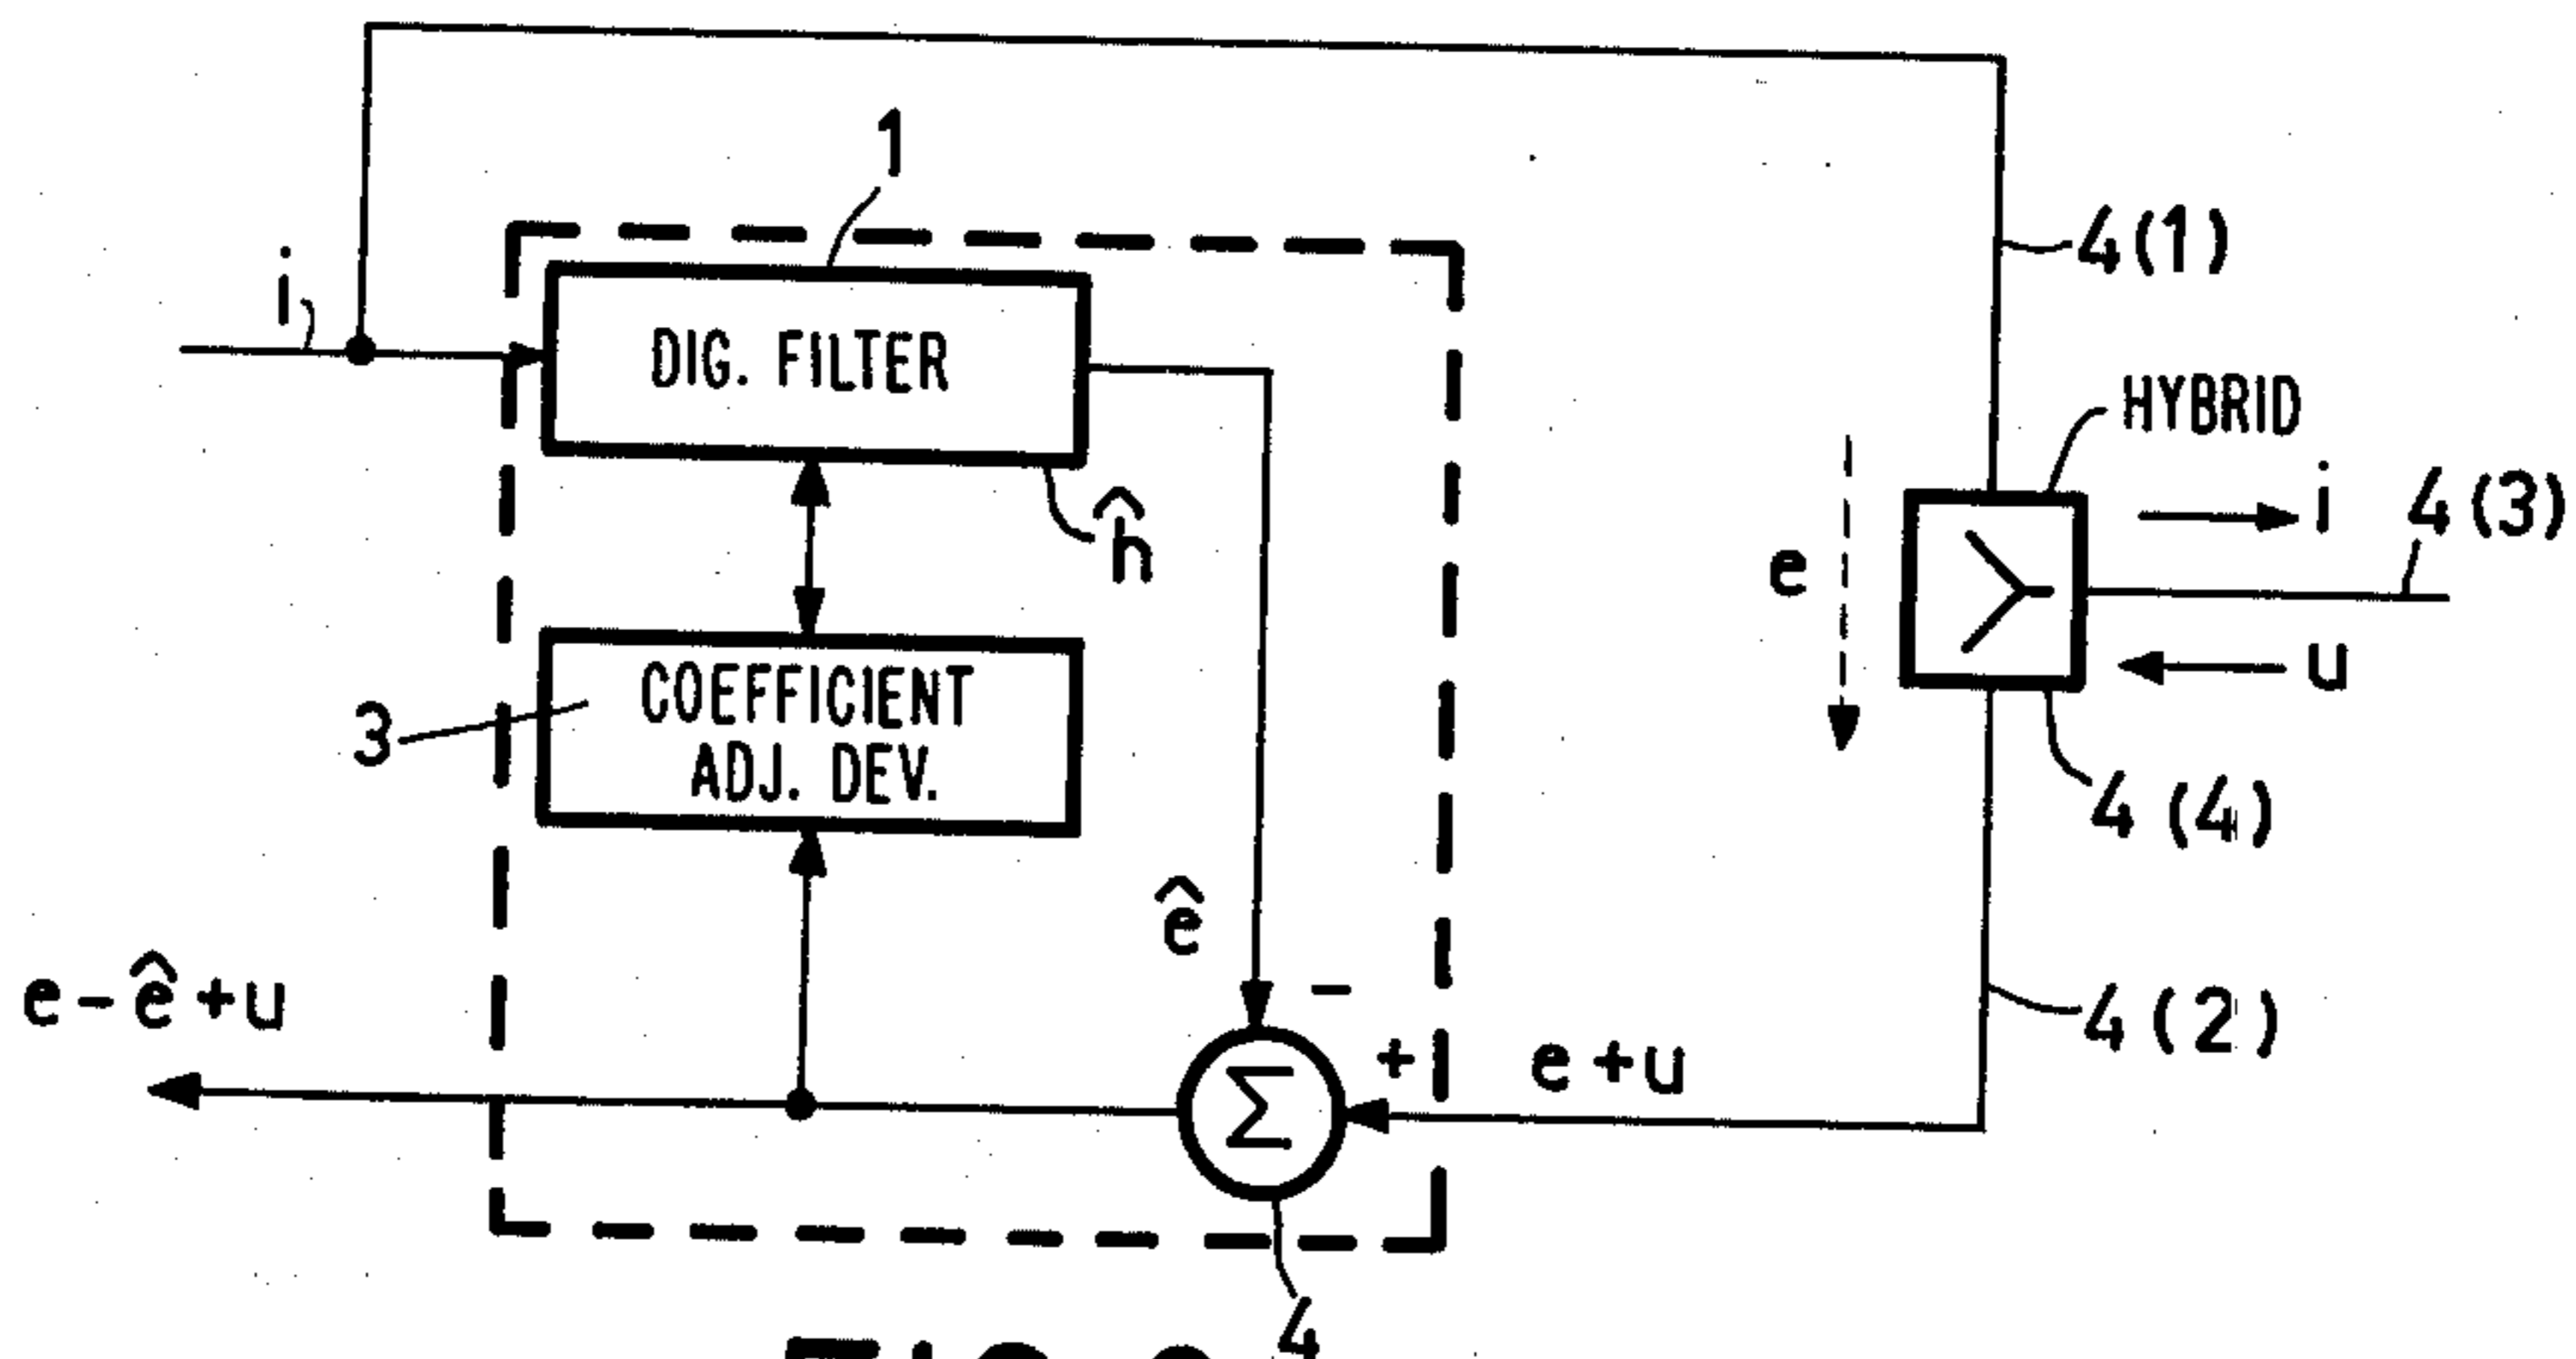 1
i
4(1)
DIG. FILTER
HYBRID
i
4(3)
ĥ
e
u
COEFFICIENT
ADJ. DEV.
3
4(4)
ê
e-ê+u
-
+
e+u
4(2)
Σ
4